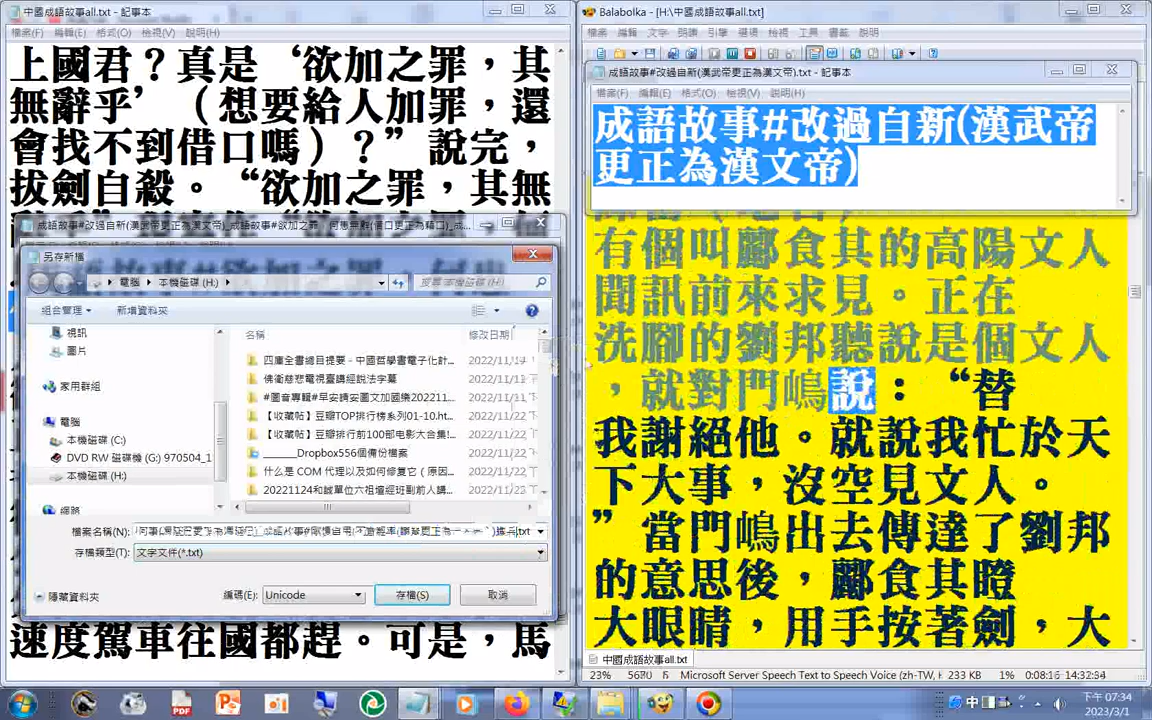 中國成語故事all.txt - 記事本
檔案(F) 編輯(E) 格式(O) 檢視(V) 說明(H)
上國君？真是‘欲加之罪，其
無辭乎’（想要給人加罪，還
會找不到借口嗎）？”說完，
拔劍自殺。“欲加之罪，其無
另存新檔
電腦 本機磁碟 (H:)
搜尋本機磁碟 (H:)
組合管理 新增資料夾
視訊
圖片
家用群組
電腦
本機磁碟 (C:)
DVD RW 磁碟機 (G:) 970504_1
本機磁碟 (H:)
網路
名稱 修改日期
四庫全書總目提要 - 中國哲學書電子化計... 2022/11/19
佛衛慈悲電視臺講經說法字幕 2022/11/22
#圖音專輯#早安請安圖文加國樂202211... 2022/11/23
【收藏帖】豆瓣TOP排行榜系列01-10.ht... 2022/11/22
【收藏帖】豆瓣排行前100部电影大合集!... 2022/11/22
_______Dropbox556個備份檔案 2022/11/22
什么是 COM 代理以及如何修复它 ( 原因... 2022/11/22
20221124和誠單位六祖壇經班副前人講... 2022/11/23
檔案名稱(N):
存檔類型(T): 文字文件(*.txt)
隱藏資料夾 編碼(E): Unicode 存檔(S) 取消
速度駕車往國都趕。可是，馬
Balabolka - [H:\中國成語故事all.txt]
檔案 編輯 文字 朗讀 引擎 選項 檢視 工具 書籤 說明
成語故事#改過自新(漢武帝更正為漢文帝).txt - 記事本
檔案(F) 編輯(E) 格式(O) 檢視(V) 說明(H)
成語故事#改過自新(漢武帝
更正為漢文帝)
有個叫酈食其的高陽文人
聞訊前來求見。正在
洗腳的劉邦聽說是個文人
，就對門嶋說：“替
我謝絕他。就說我忙於天
下大事，沒空見文人。
”當門嶋出去傳達了劉邦
的意思後，酈食其瞪
大眼睛，用手按著劍，大
中國成語故事all.txt
23% Microsoft Server Speech Text to Speech Voice (zh-TW, H 233 KB 1% 0:08:16 14:32:34
下午 07:34
2023/3/1